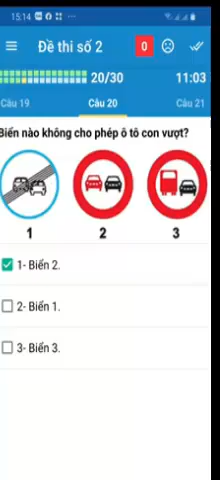 15:14
Đề thi số 2
0
20/30
11:03
Câu 19
Câu 20
Câu 21
Biển nào không cho phép ô tô con vượt?
1
2
3
1- Biển 2.
2- Biển 1.
3- Biển 3.